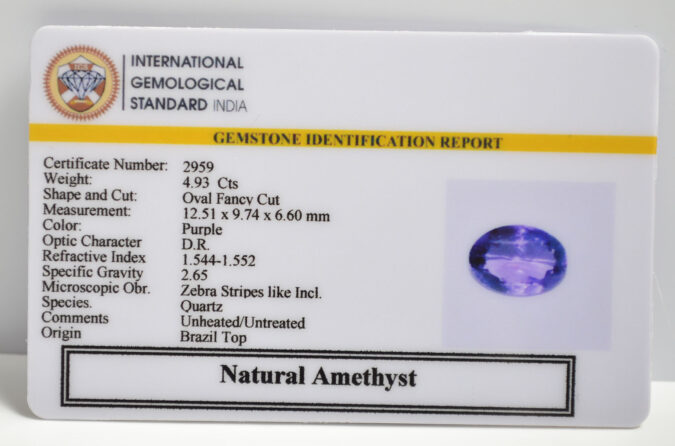 INTERNATIONAL
GEMOLOGICAL
STANDARD INDIA
GEMSTONE IDENTIFICATION REPORT
Certificate Number: 2959
Weight: 4.93 Cts
Shape and Cut: Oval Fancy Cut
Measurement: 12.51 x 9.74 x 6.60 mm
Color: Purple
Optic Character D.R.
Refractive Index 1.544-1.552
Specific Gravity 2.65
Microscopic Obr. Zebra Stripes like Incl.
Species. Quartz
Comments Unheated/Untreated
Origin Brazil Top
Natural Amethyst